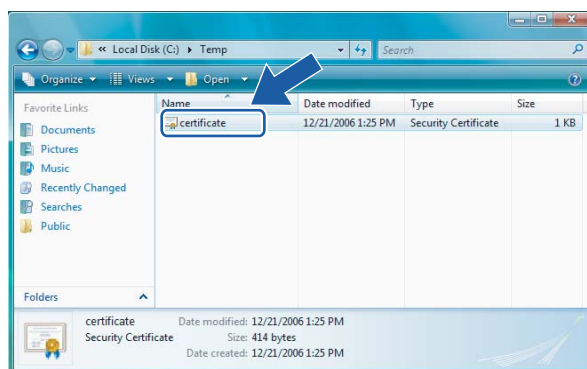 « Local Disk (C:) ▸ Temp
Search
Organize Views Open
Favorite Links
Documents
Pictures
Music
Recently Changed
Searches
Public
Folders
Name Date modified Type Size
certificate 12/21/2006 1:25 PM Security Certificate 1 KB
certificate Date modified: 12/21/2006 1:25 PM
Security Certificate Size: 414 bytes
Date created: 12/21/2006 1:25 PM